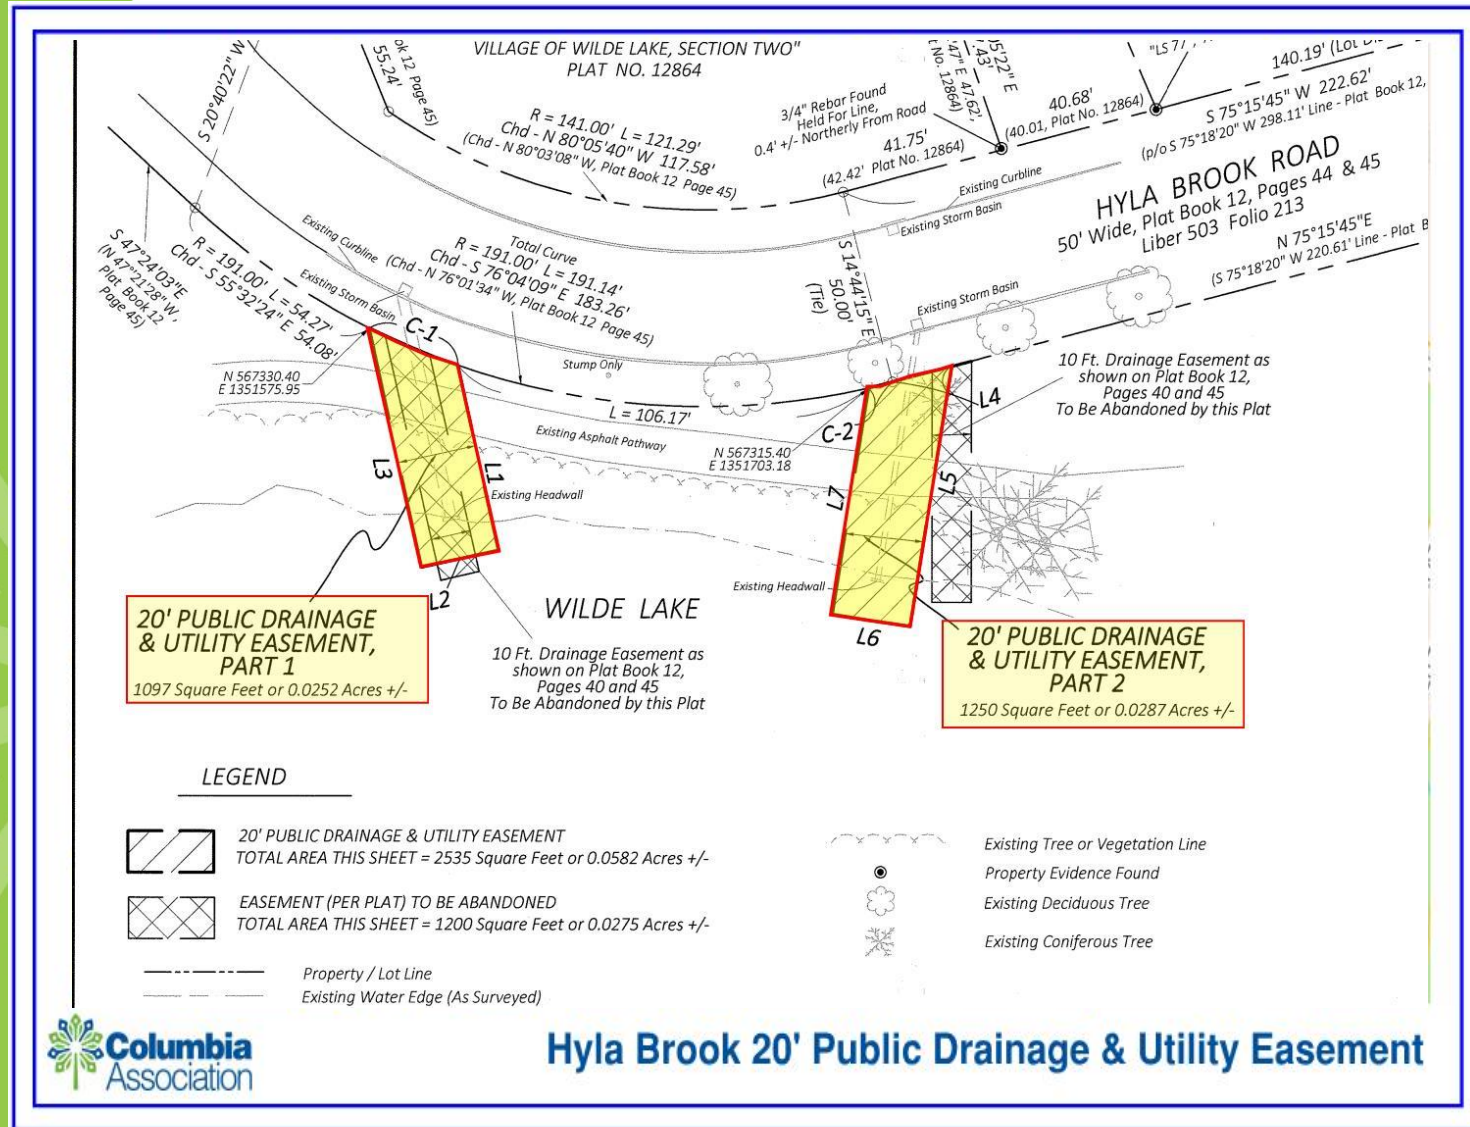 VILLAGE OF WILDE LAKE, SECTION TWO"
PLAT NO. 12864
S 20°40'22" W
55.24'
ok 12 Page 45)
R = 141.00' L = 121.29'
Chd - N 80°05'40" W 117.58'
(Chd - N 80°03'08" W, Plat Book 12 Page 45)
3/4" Rebar Found
Held For Line,
0.4' +/- Northerly From Road
47" E 47.62',
No. 12864)
05'22" E
.43'
41.75'
(42.42' Plat No. 12864)
40.68'
(40.01, Plat No. 12864)
140.19' (Lot
S 75°15'45" W 222.62'
(p/o S 75°18'20" W 298.11' Line - Plat Book 12,
HYLA BROOK ROAD
50' Wide, Plat Book 12, Pages 44 & 45
Liber 503 Folio 213
N 75°15'45"E
(S 75°18'20" W 220.61' Line - Plat B
Existing Curbline
Existing Storm Basin
Existing Curbline
Existing Storm Basin
Total Curve
R = 191.00' L = 191.14'
Chd - S 76°04'09" E 183.26'
(Chd - N 76°01'34" W, Plat Book 12 Page 45)
S 47°24'03"E
(N 47°21'28" W,
Plat Book 12
Page 45)
R = 191.00' L = 54.27'
Chd - S 55°32'24" E 54.08'
S 14°44'15" E
50.00'
(Tie)
Existing Storm Basin
C-1
Stump Only
N 567330.40
E 1351575.95
10 Ft. Drainage Easement as
shown on Plat Book 12,
Pages 40 and 45
To Be Abandoned by this Plat
L4
L = 106.17'
C-2
Existing Asphalt Pathway
N 567315.40
E 1351703.18
L3
L1
L7
L5
Existing Headwall
Existing Headwall
L2
L6
WILDE LAKE
20' PUBLIC DRAINAGE
& UTILITY EASEMENT,
PART 1
1097 Square Feet or 0.0252 Acres +/-
10 Ft. Drainage Easement as
shown on Plat Book 12,
Pages 40 and 45
To Be Abandoned by this Plat
20' PUBLIC DRAINAGE
& UTILITY EASEMENT,
PART 2
1250 Square Feet or 0.0287 Acres +/-
LEGEND
20' PUBLIC DRAINAGE & UTILITY EASEMENT
TOTAL AREA THIS SHEET = 2535 Square Feet or 0.0582 Acres +/-
EASEMENT (PER PLAT) TO BE ABANDONED
TOTAL AREA THIS SHEET = 1200 Square Feet or 0.0275 Acres +/-
Property / Lot Line
Existing Water Edge (As Surveyed)
Existing Tree or Vegetation Line
Property Evidence Found
Existing Deciduous Tree
Existing Coniferous Tree
Columbia
Association
Hyla Brook 20' Public Drainage & Utility Easement